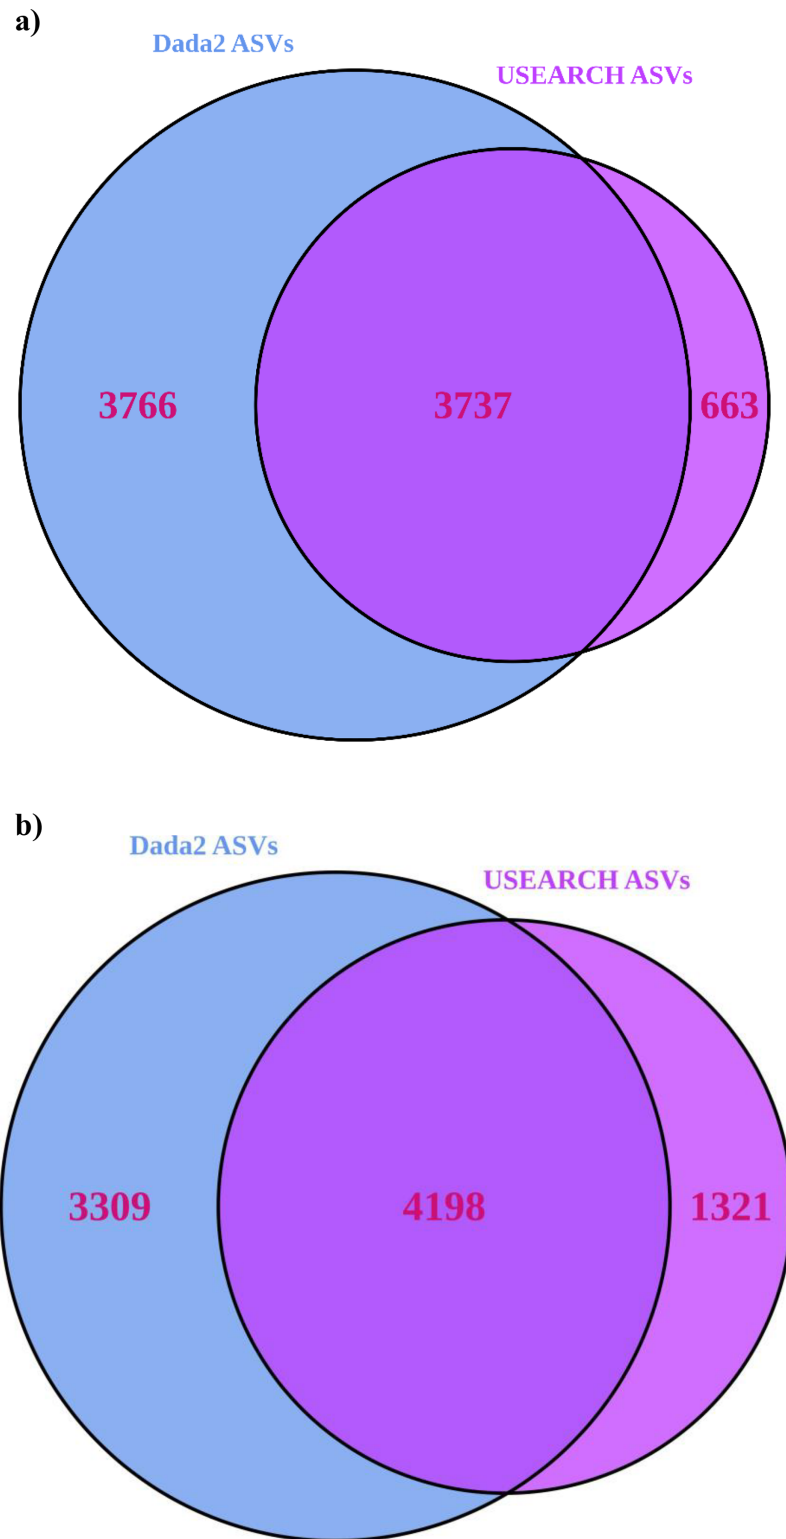 a)
Dada2 ASVs
USEARCH ASVs
3766 3737 663
b)
Dada2 ASVs
USEARCH ASVs
3309 4198 1321